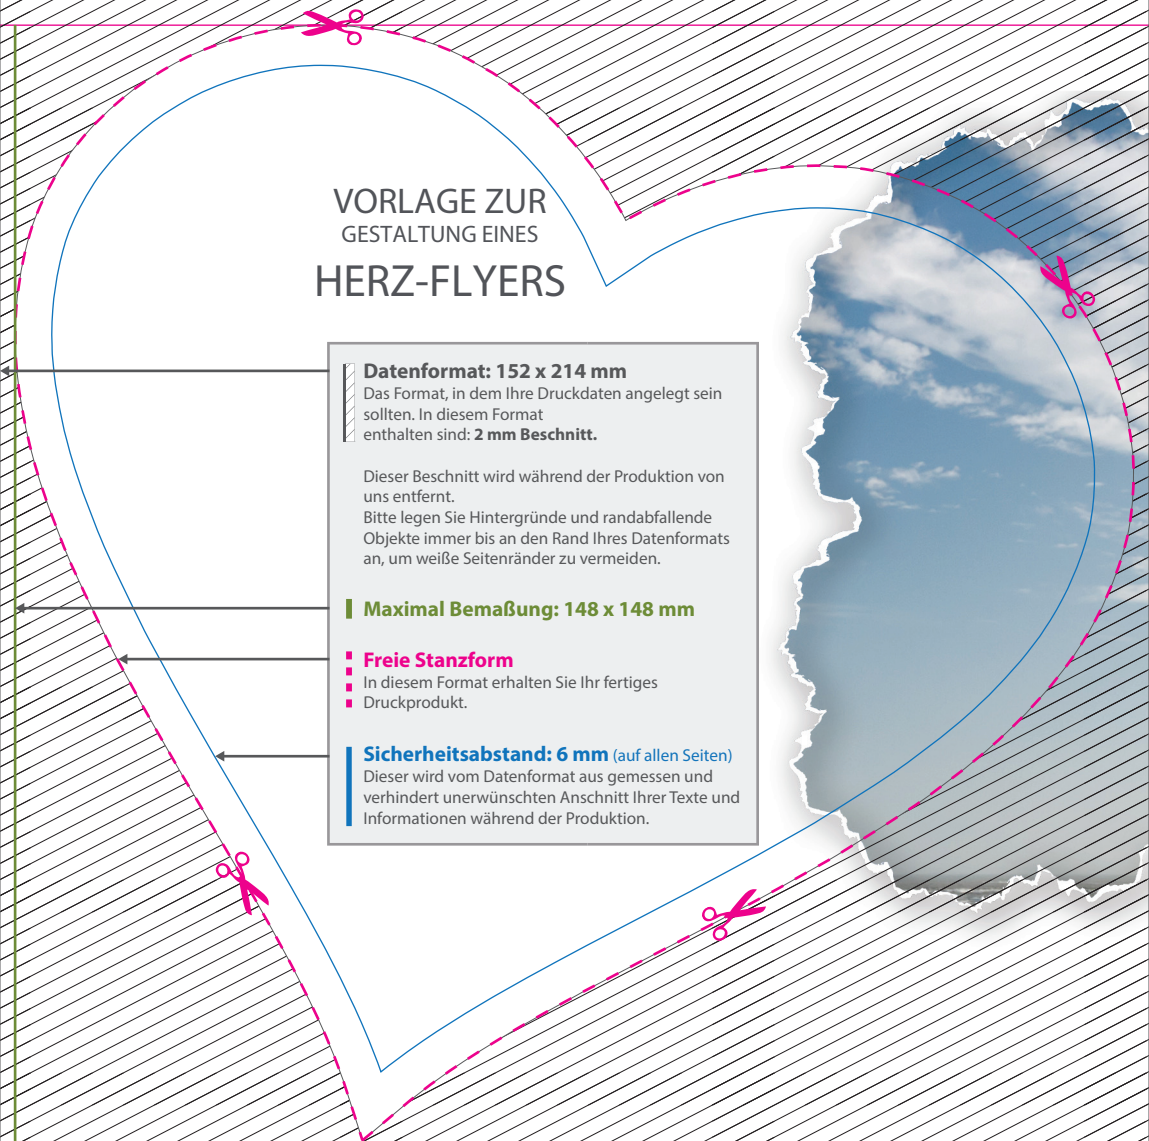 VORLAGE ZUR
GESTALTUNG EINES
HERZ-FLYERS
Datenformat: 152 x 214 mm
Das Format, in dem Ihre Druckdaten angelegt sein
sollten. In diesem Format
enthalten sind: 2 mm Beschnitt.
Dieser Beschnitt wird während der Produktion von
uns entfernt.
Bitte legen Sie Hintergründe und randabfallende
Objekte immer bis an den Rand Ihres Datenformats
an, um weiße Seitenränder zu vermeiden.
Maximal Bemaßung: 148 x 148 mm
Freie Stanzform
In diesem Format erhalten Sie Ihr fertiges
Druckprodukt.
Sicherheitsabstand: 6 mm (auf allen Seiten)
Dieser wird vom Datenformat aus gemessen und
verhindert unerwünschten Anschnitt Ihrer Texte und
Informationen während der Produktion.